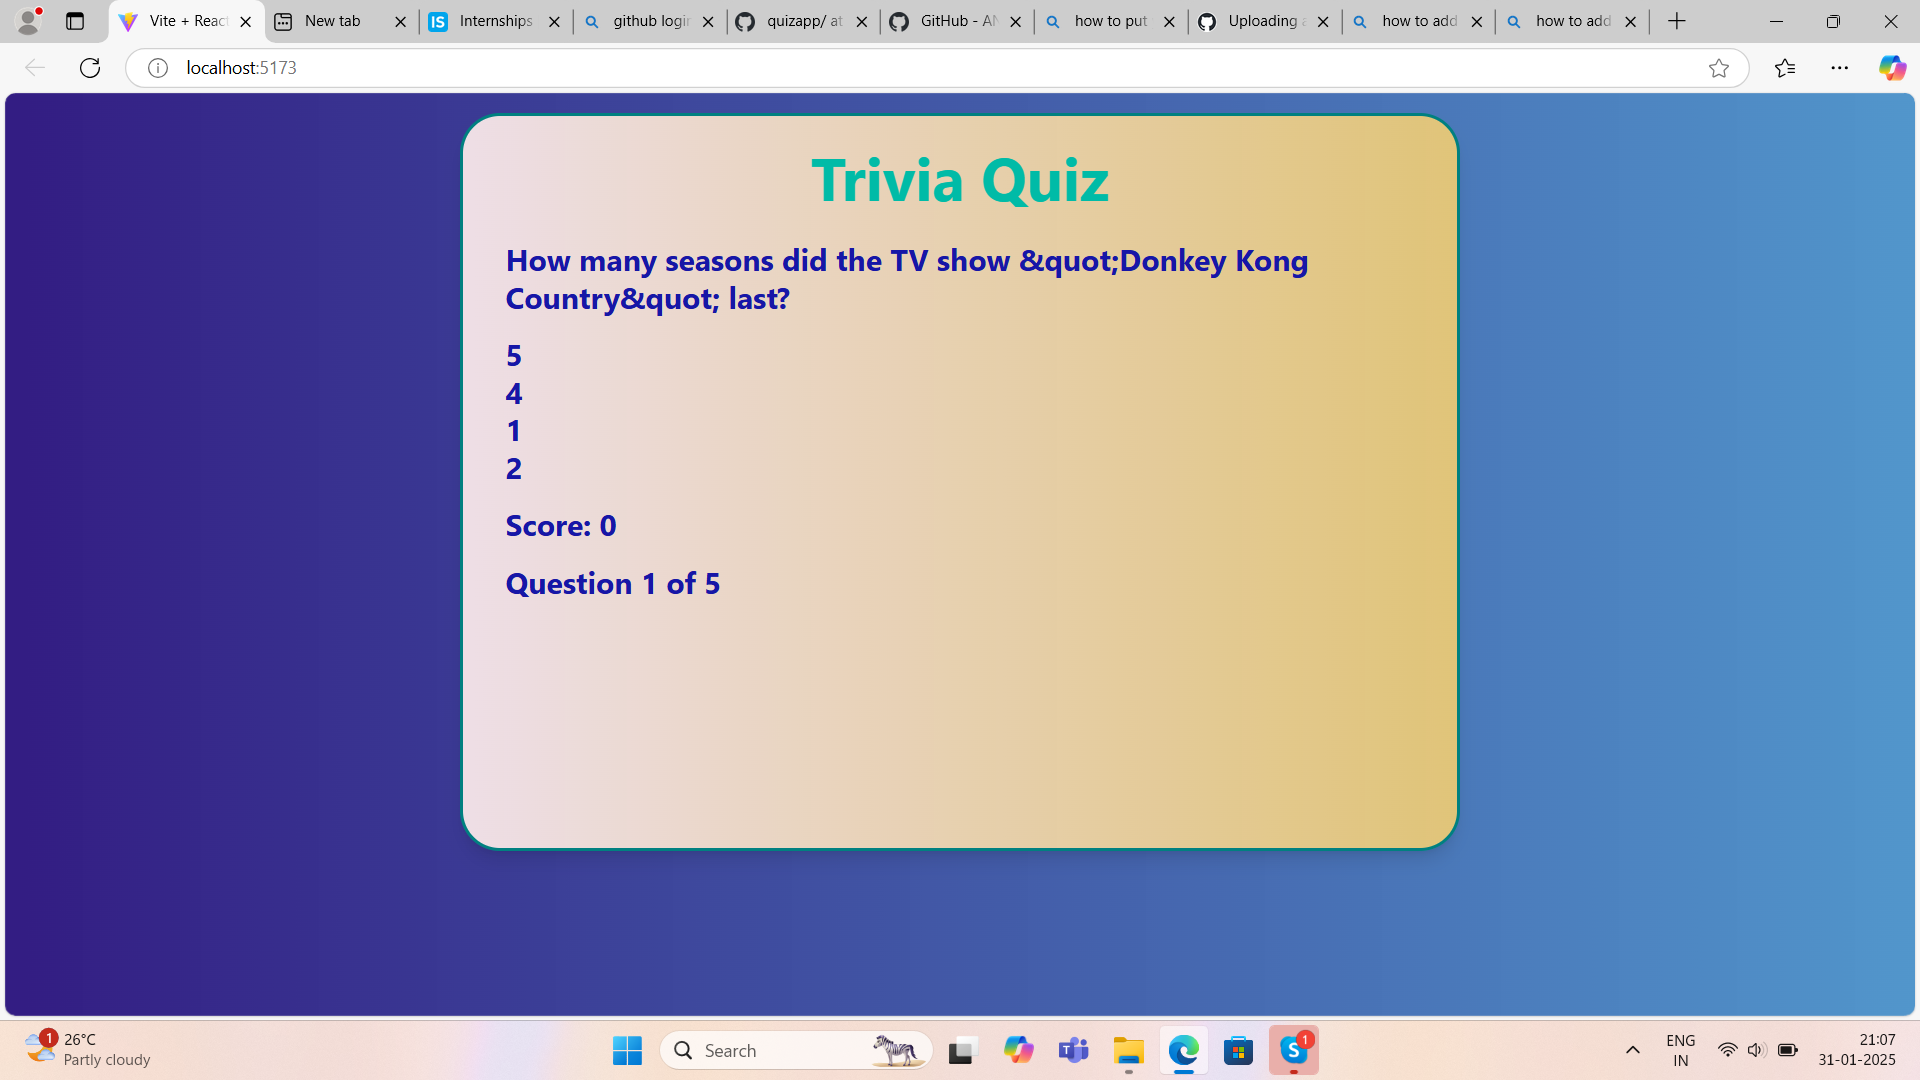 Vite + React
New tab
Internships
github login
quizapp/ at
GitHub - AN
how to put
Uploading a
how to add
how to add
localhost:5173
Trivia Quiz
How many seasons did the TV show &quot;Donkey Kong
Country&quot; last?
5
4
1
2
Score: 0
Question 1 of 5
1
26°C
Partly cloudy
Search
1
ENG
IN
21:07
31-01-2025